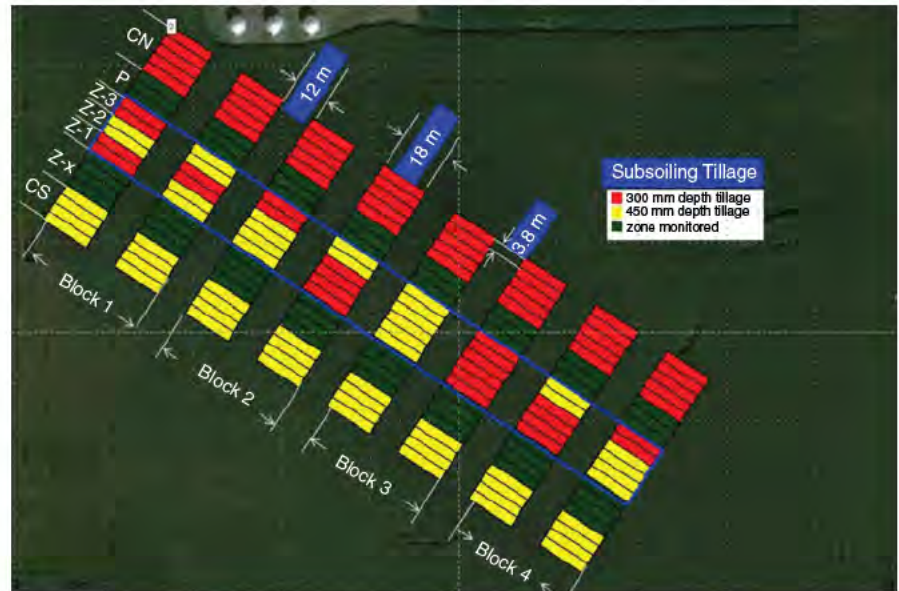 CN
P
Z-3
Z-2
Z-1
Z-x
CS
12 m
18 m
3.8 m
Subsoiling Tillage
300 mm depth tillage
450 mm depth tillage
zone monitored
Block 1
Block 2
Block 3
Block 4